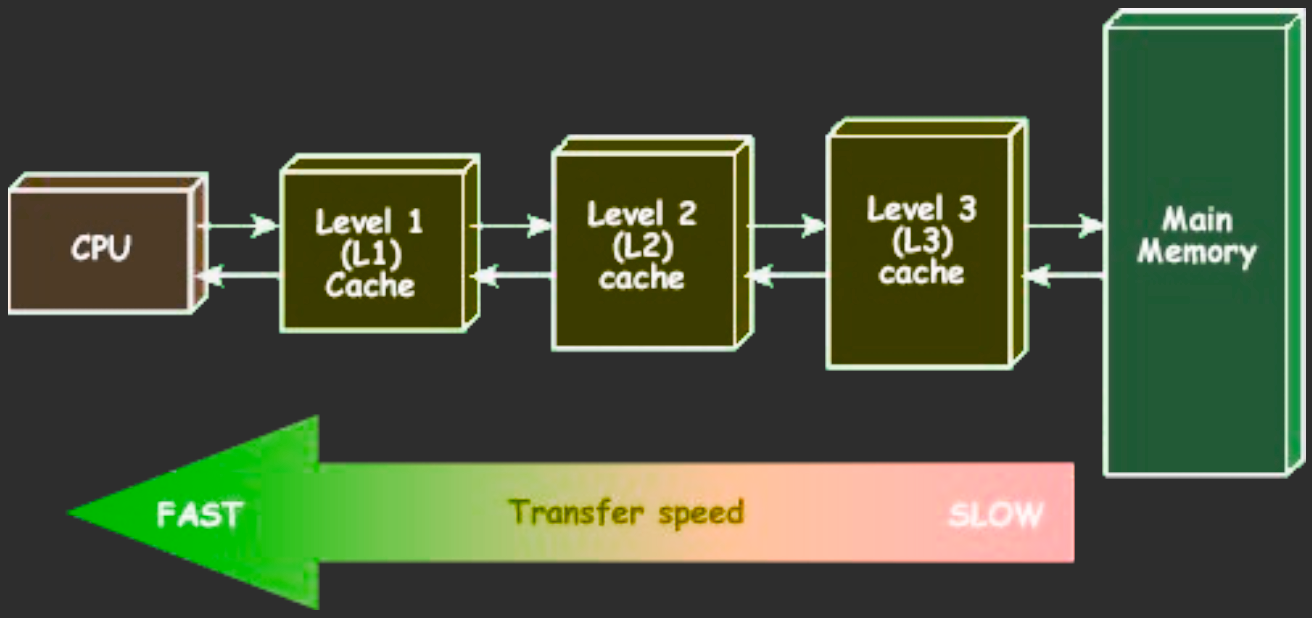 CPU
Level 1
(L1)
Cache
Level 2
(L2)
cache
Level 3
(L3)
cache
Main
Memory
FAST
Transfer speed
SLOW